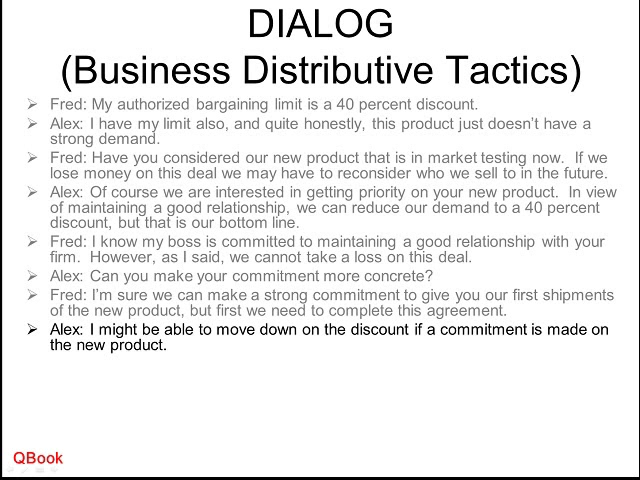 DIALOG
(Business Distributive Tactics)
➢ Fred: My authorized bargaining limit is a 40 percent discount.
➢ Alex: I have my limit also, and quite honestly, this product just doesn't have a
strong demand.
➢ Fred: Have you considered our new product that is in market testing now.  If we
lose money on this deal we may have to reconsider who we sell to in the future.
➢ Alex: Of course we are interested in getting priority on your new product.  In view
of maintaining a good relationship, we can reduce our demand to a 40 percent
discount, but that is our bottom line.
➢ Fred: I know my boss is committed to maintaining a good relationship with your
firm.  However, as I said, we cannot take a loss on this deal.
➢ Alex: Can you make your commitment more concrete?
➢ Fred: I'm sure we can make a strong commitment to give you our first shipments
of the new product, but first we need to complete this agreement.
➢ Alex: I might be able to move down on the discount if a commitment is made on
the new product.
QBook